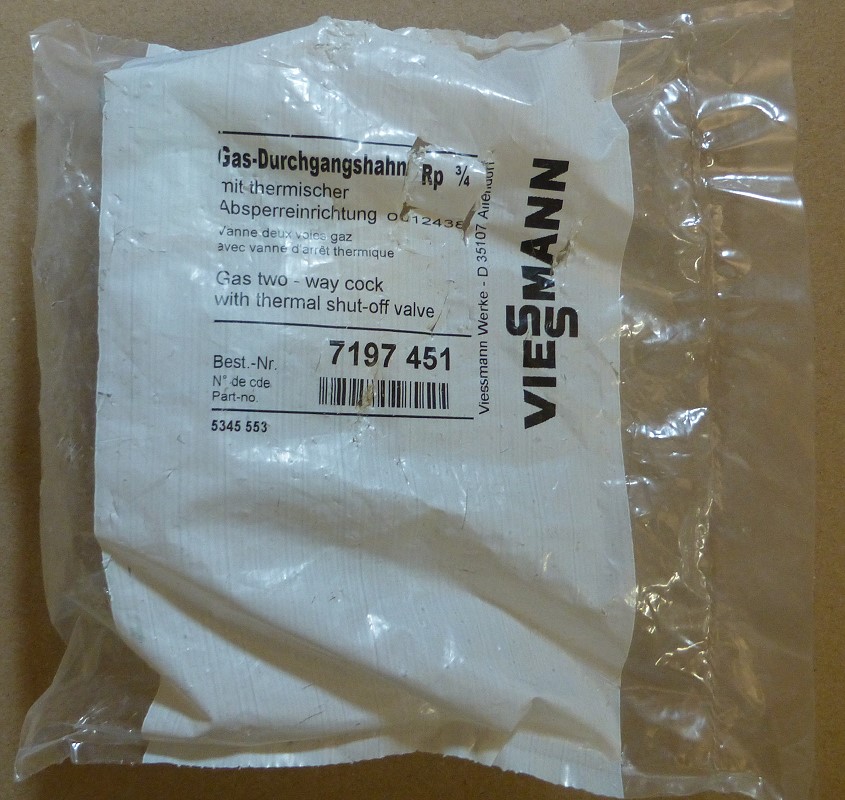 Gas-Durchgangshahn Rp ¾
mit thermischer
Absperreinrichtung
Vanne deux voies gaz
avec vanne d'arrêt thermique
Gas two - way cock
with thermal shut-off valve
Best.-Nr. 7197 451
N° de cde
Part-no.
5345 553
Viessmann Werke - D 35107 Allendorf
VIESSMANN